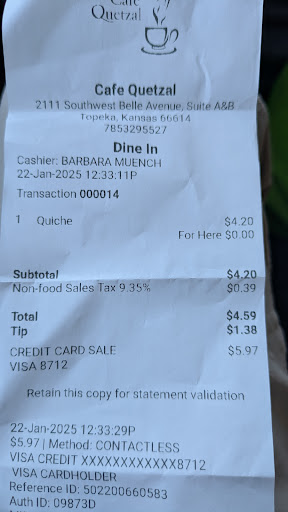 Cafe
Quetzal
Cafe Quetzal
2111 Southwest Belle Avenue, Suite A&B
Topeka, Kansas 66614
7853295527
Dine In
Cashier: BARBARA MUENCH
22-Jan-2025 12:33:11P
Transaction 000014
1 Quiche $4.20
For Here $0.00
Subtotal $4.20
Non-food Sales Tax 9.35% $0.39
Total $4.59
Tip $1.38
CREDIT CARD SALE $5.97
VISA 8712
Retain this copy for statement validation
22-Jan-2025 12:33:29P
$5.97 | Method: CONTACTLESS
VISA CREDIT XXXXXXXXXXXX8712
VISA CARDHOLDER
Reference ID: 502200660583
Auth ID: 09873D